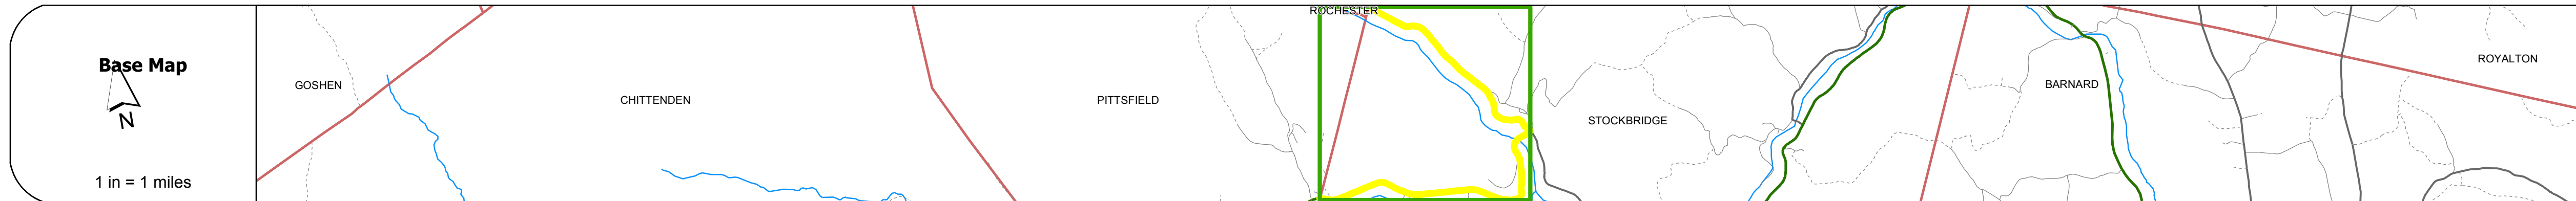 Base Map
N
1 in = 1 miles
GOSHEN
CHITTENDEN
PITTSFIELD
ROCHESTER
STOCKBRIDGE
BARNARD
ROYALTON